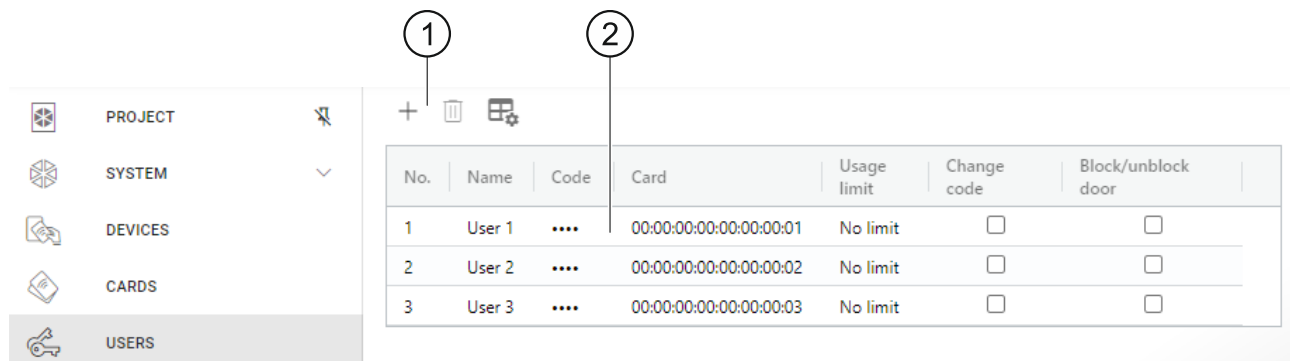 1 2
PROJECT
SYSTEM
DEVICES
CARDS
USERS
No. Name Code Card Usage limit Change code Block/unblock door
1 User 1 •••• 00:00:00:00:00:00:00:01 No limit
2 User 2 •••• 00:00:00:00:00:00:00:02 No limit
3 User 3 •••• 00:00:00:00:00:00:00:03 No limit